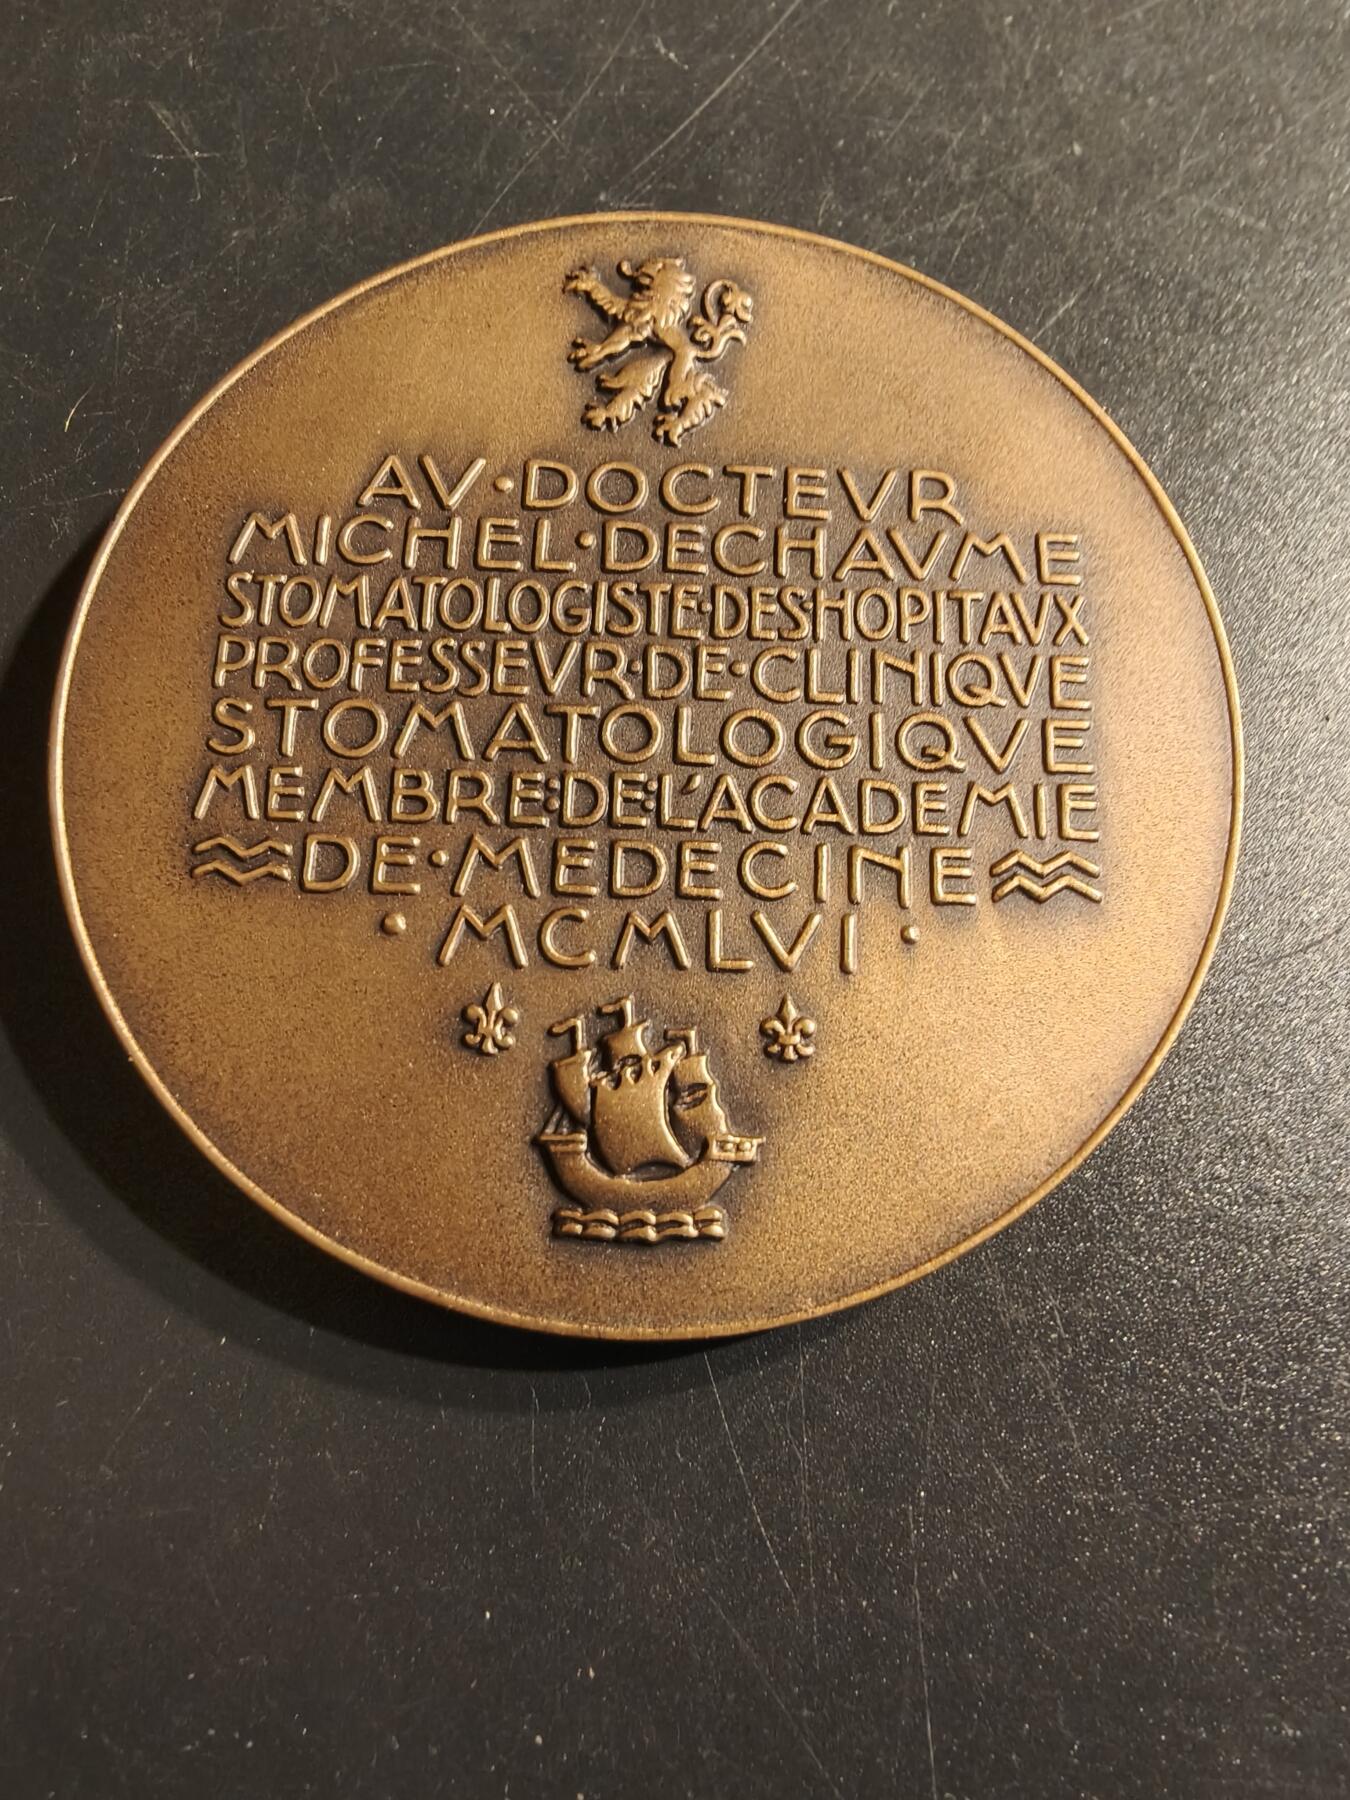 AV·DOCTEVR
MICHEL·DECHAVME
STOMATOLOGISTE·DES·HOPITAVX
PROFESSEVR·DE·CLINIQVE
STOMATOLOGIQVE
MEMBRE:DE:L'ACADEMIE
DE·MEDECINE
· MCMLVI ·